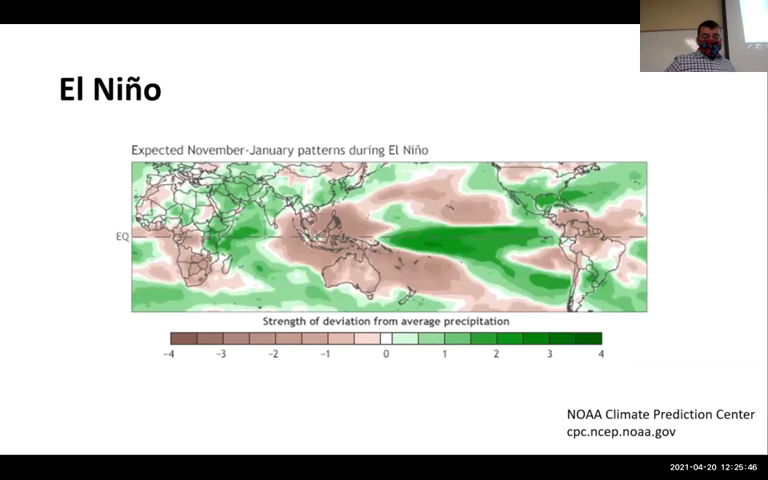 El Niño
Expected November-January patterns during El Niño
EQ
Strength of deviation from average precipitation
-4 -3 -2 -1 0 1 2 3 4
NOAA Climate Prediction Center
cpc.ncep.noaa.gov
2021-04-20 12:25:46